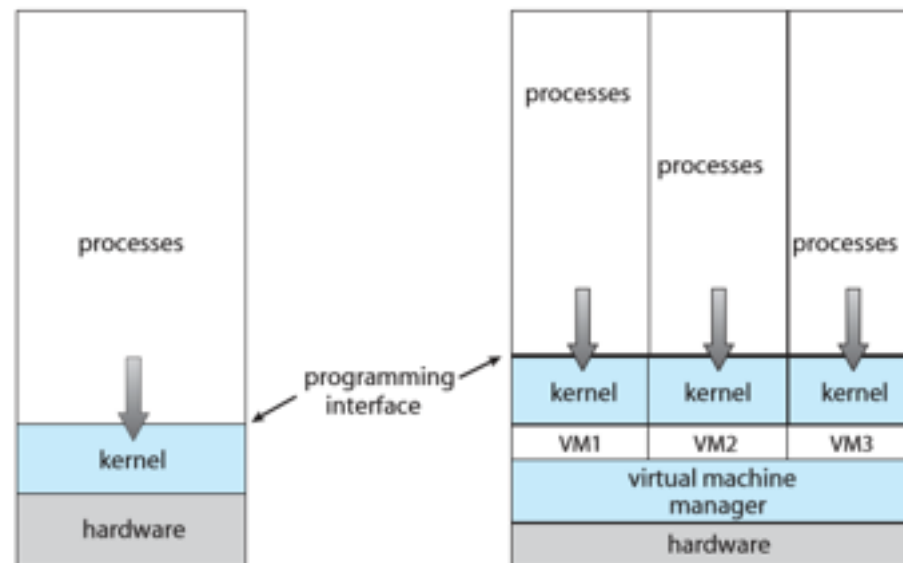 processes
kernel
hardware
programming
interface
processes
processes
processes
kernel
kernel
kernel
VM1
VM2
VM3
virtual machine
manager
hardware